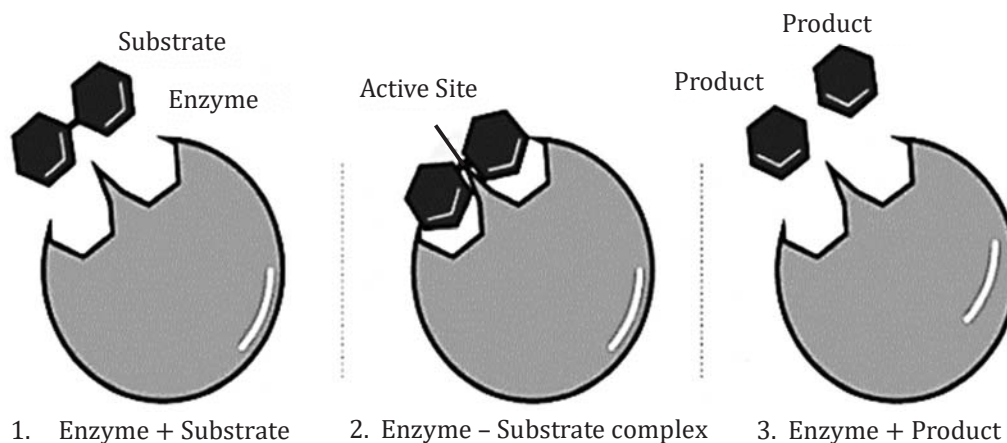 Substrate
Enzyme
Active Site
Product
Product
1. Enzyme + Substrate
2. Enzyme – Substrate complex
3. Enzyme + Product